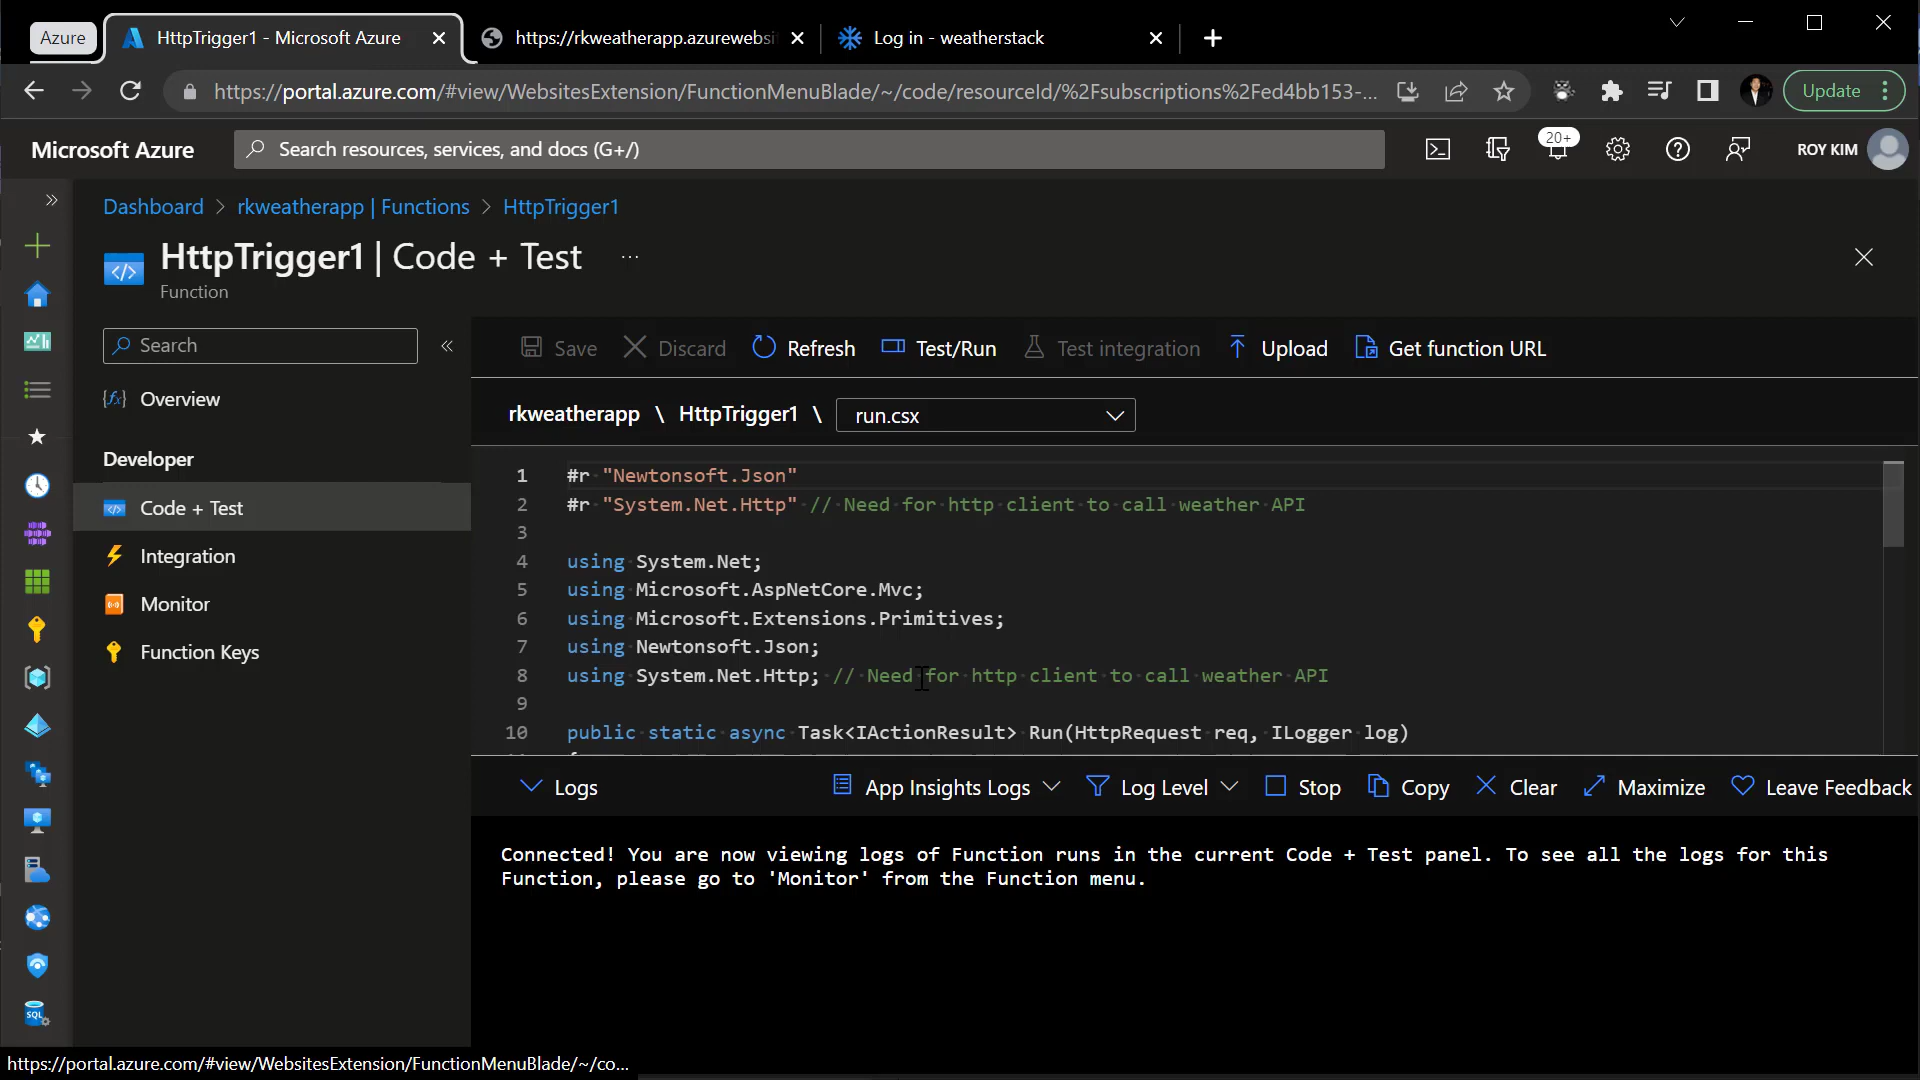 Azure
HttpTrigger1 - Microsoft Azure
https://rkweatherapp.azurewebsi
Log in - weatherstack
https://portal.azure.com/#view/WebsitesExtension/FunctionMenuBlade/~/code/resourceId/%2Fsubscriptions%2Fed4bb153-...
Update
Microsoft Azure
Search resources, services, and docs (G+/)
20+
ROY KIM
Dashboard > rkweatherapp | Functions > HttpTrigger1
HttpTrigger1 | Code + Test ...
Function
Search
Overview
Developer
Code + Test
Integration
Monitor
Function Keys
SQL
Save
Discard
Refresh
Test/Run
Test integration
Upload
Get function URL
rkweatherapp \ HttpTrigger1 \ run.csx
1 #r "Newtonsoft.Json"
2 #r "System.Net.Http" // Need for http client to call weather API
3
4 using System.Net;
5 using Microsoft.AspNetCore.Mvc;
6 using Microsoft.Extensions.Primitives;
7 using Newtonsoft.Json;
8 using System.Net.Http; // Need for http client to call weather API
9
10 public static async Task<IActionResult> Run(HttpRequest req, ILogger log)
Logs
App Insights Logs
Log Level
Stop
Copy
Clear
Maximize
Leave Feedback
Connected! You are now viewing logs of Function runs in the current Code + Test panel. To see all the logs for this
Function, please go to 'Monitor' from the Function menu.
https://portal.azure.com/#view/WebsitesExtension/FunctionMenuBlade/~/co...